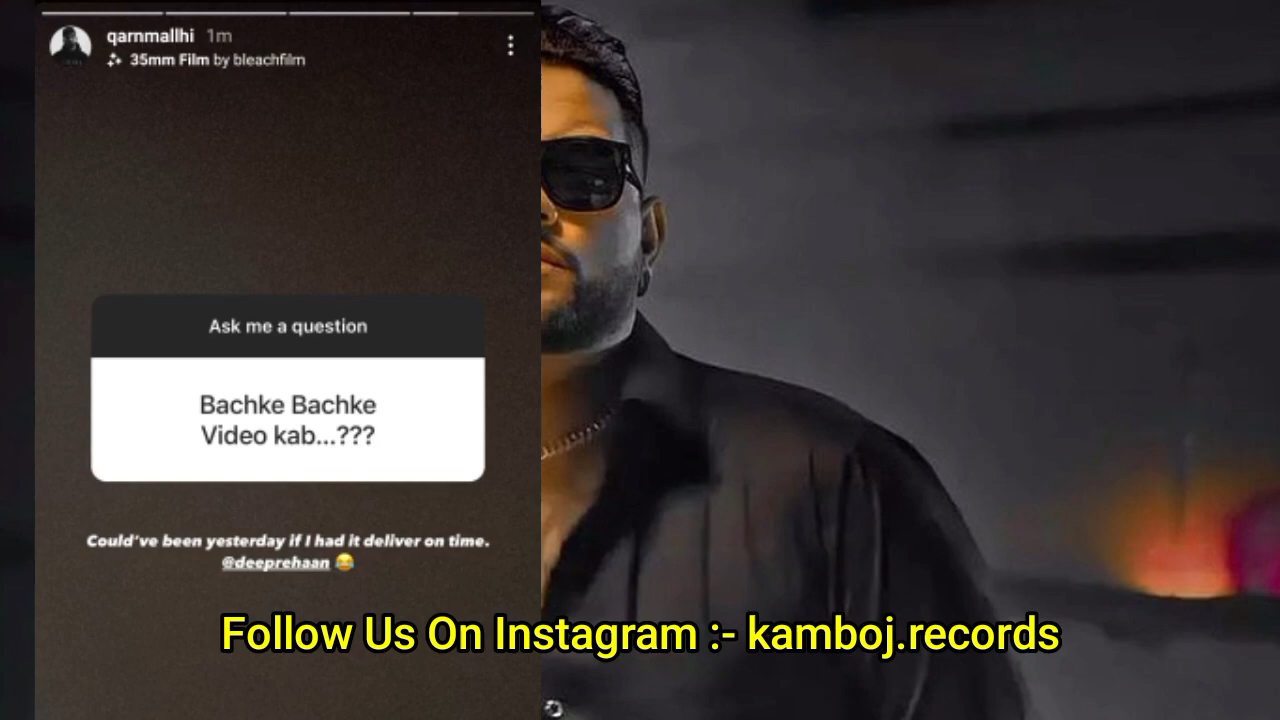 qarnmallhi 1m
35mm Film by bleachfilm
Ask me a question
Bachke Bachke
Video kab...???
Could've been yesterday if I had it deliver on time.
@deeprehaan 😂
Follow Us On Instagram :- kamboj.records